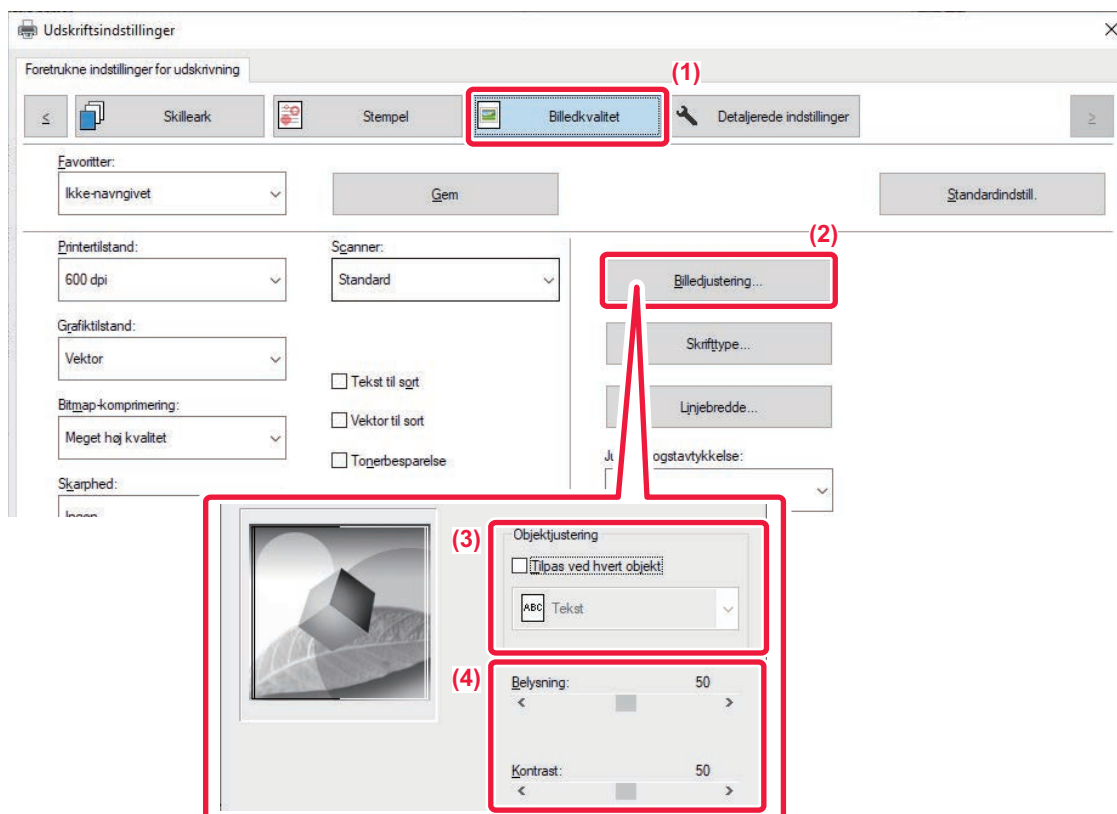 Udskriftsindstillinger
Foretrukne indstillinger for udskrivning
(1)
< Skilleark Stempel Billedkvalitet Detaljerede indstillinger >
Favoritter:
Ikke-navngivet Gem Standardindstill.
(2)
Printertilstand: Scanner:
600 dpi Standard Billedjustering...
Grafiktilstand:
Vektor Skrifttype...
Tekst til sort
Bitmap-komprimering: Vektor til sort Linjebredde...
Meget høj kvalitet
Tonerbesparelse ogstavtykkelse:
Skarphed:
Ingen
(3) Objektjustering
Tilpas ved hvert objekt
ABC Tekst
(4) Belysning: 50
< >
Kontrast: 50
< >